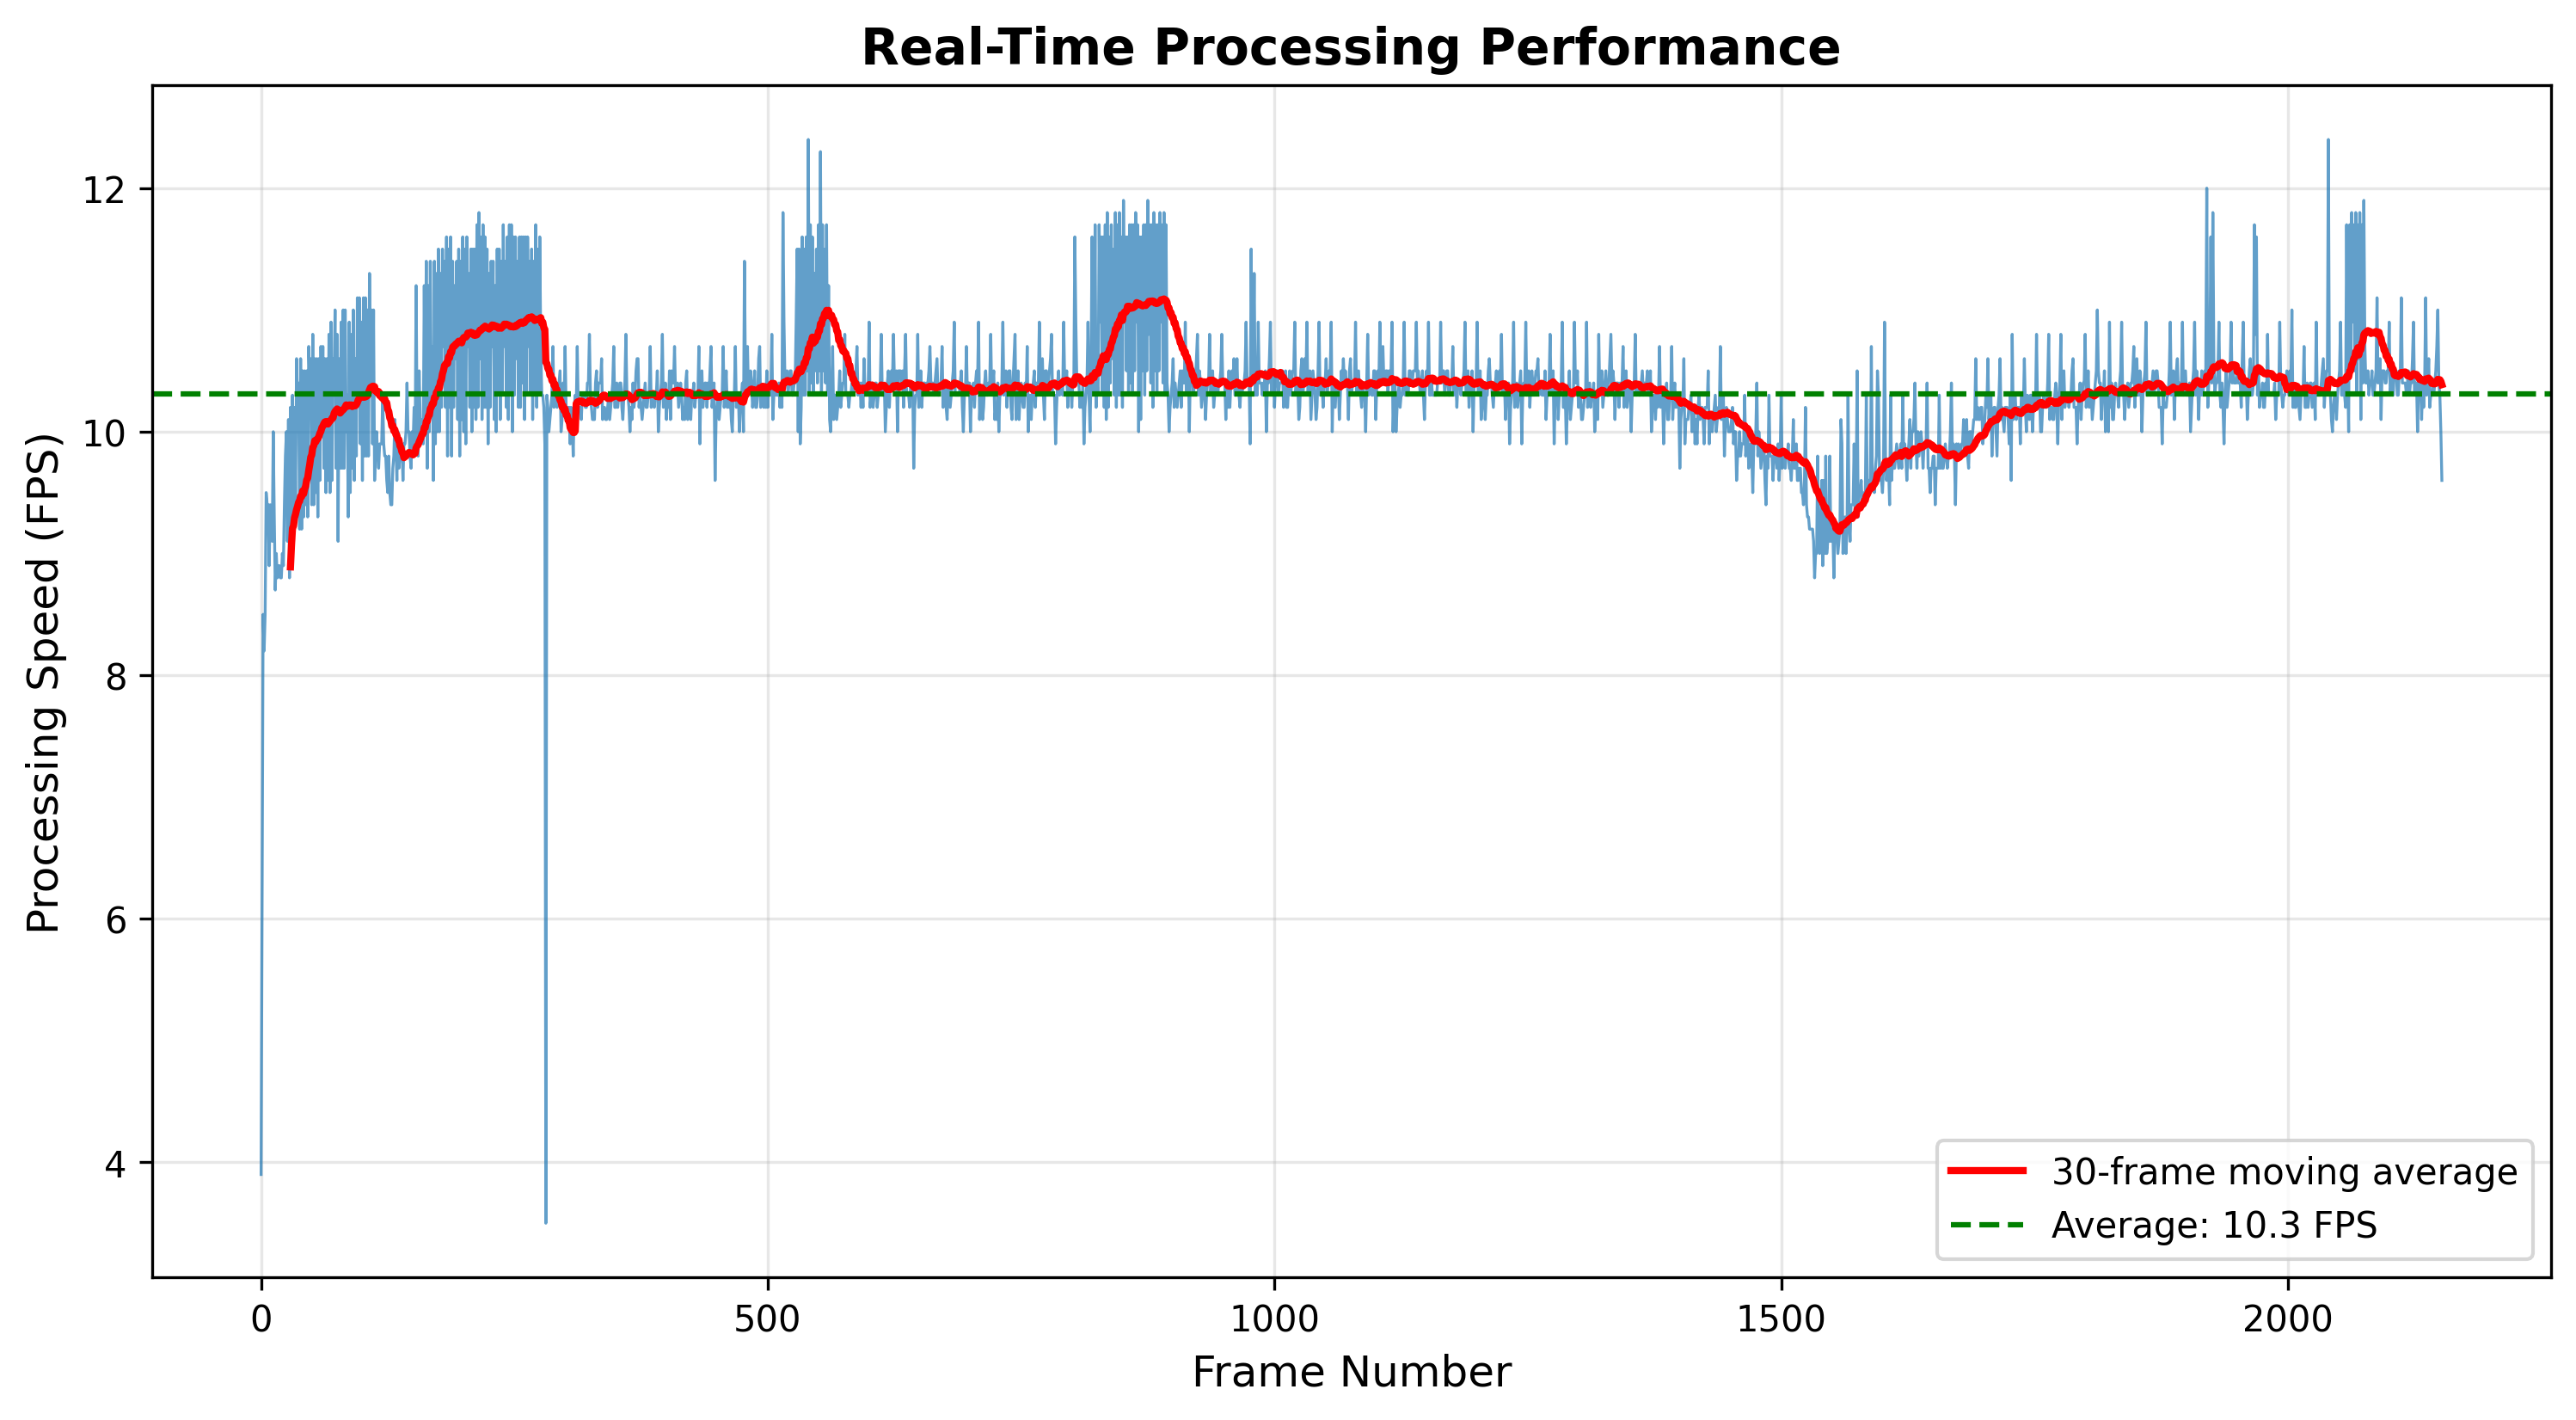 Real-Time Processing Performance
Processing Speed (FPS)
12
10
8
6
4
0
500
1000
1500
2000
Frame Number
30-frame moving average
Average: 10.3 FPS